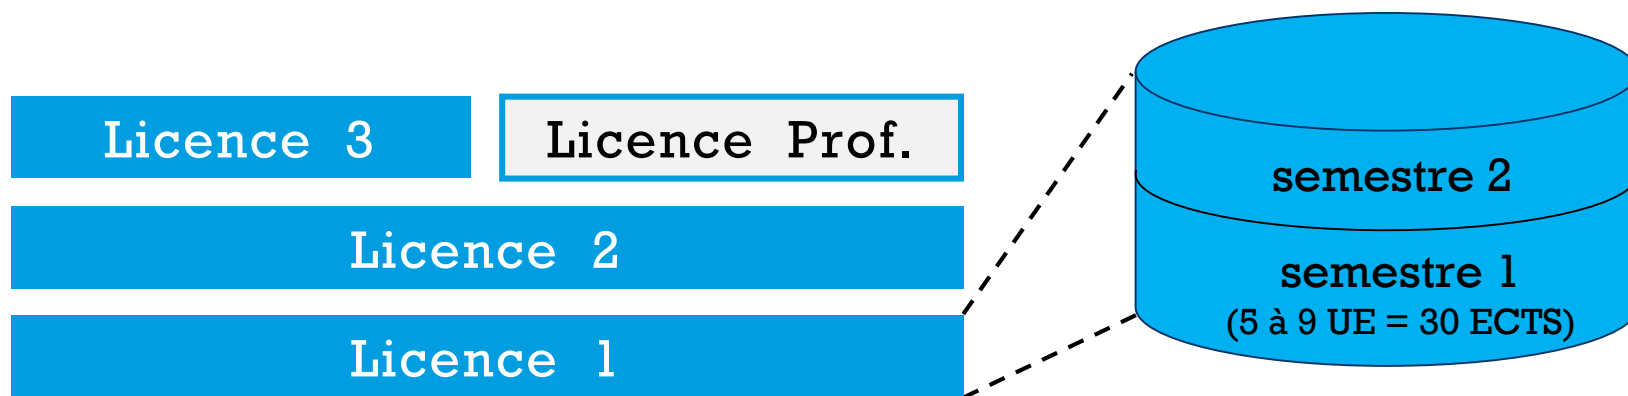 Licence 3
Licence Prof.
Licence 2
Licence 1
semestre 2
semestre 1
(5 à 9 UE = 30 ECTS)